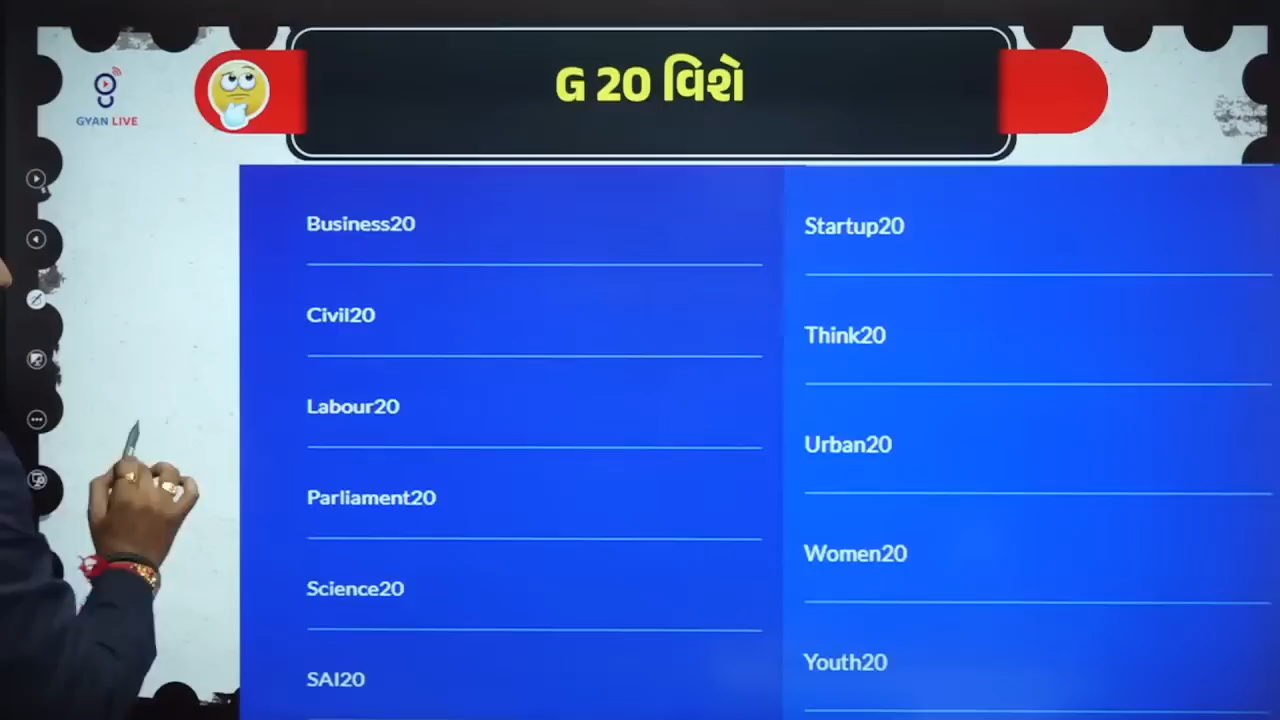 G 20 વિશે
GYAN LIVE
Business20
Civil20
Labour20
Parliament20
Science20
SAI20
Startup20
Think20
Urban20
Women20
Youth20